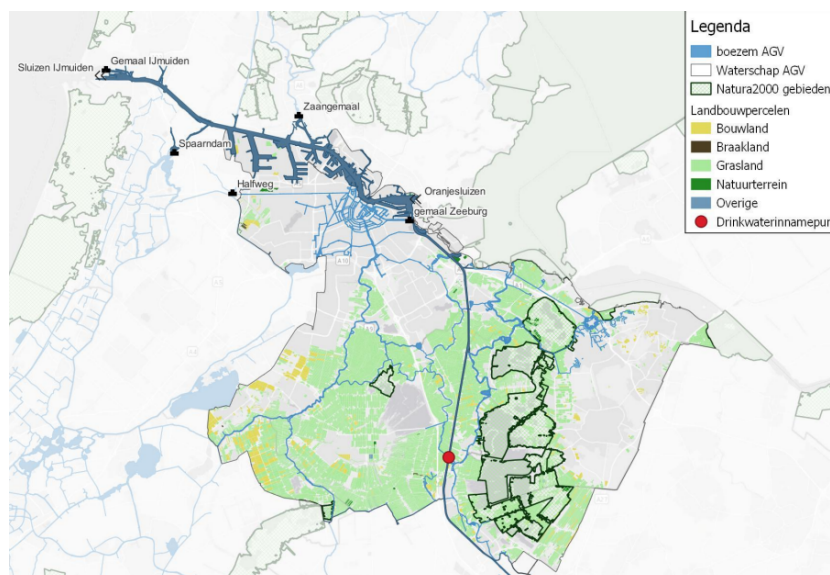 Legenda
boezem AGV
Waterschap AGV
Natura2000 gebieden
Landbouwpercelen
Bouwland
Braakland
Grasland
Natuurterrein
Overige
Drinkwaterinnamepun
Gemaal IJmuiden
Sluizen IJmuiden
Zaangemaal
Spaarndam
Halfweg
Oranjesluizen
gemaal Zeeburg
A10